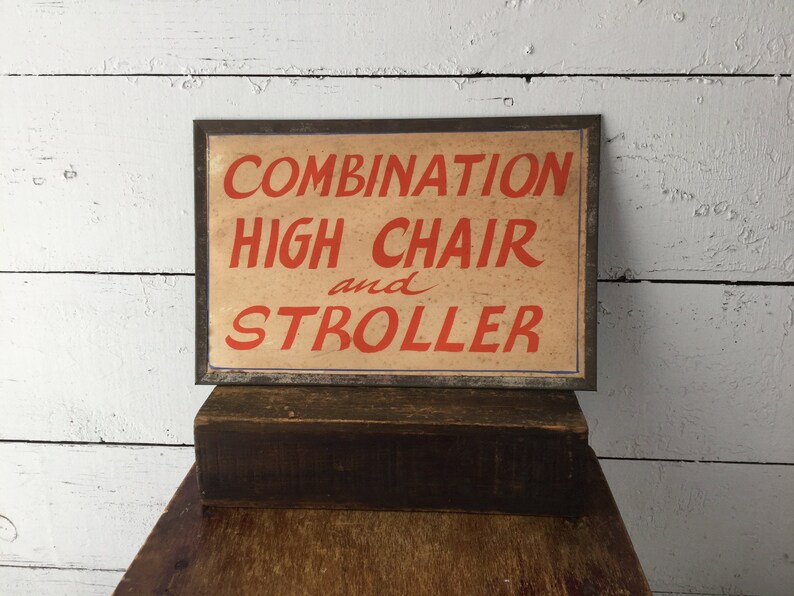 COMBINATION
HIGH CHAIR
and
STROLLER